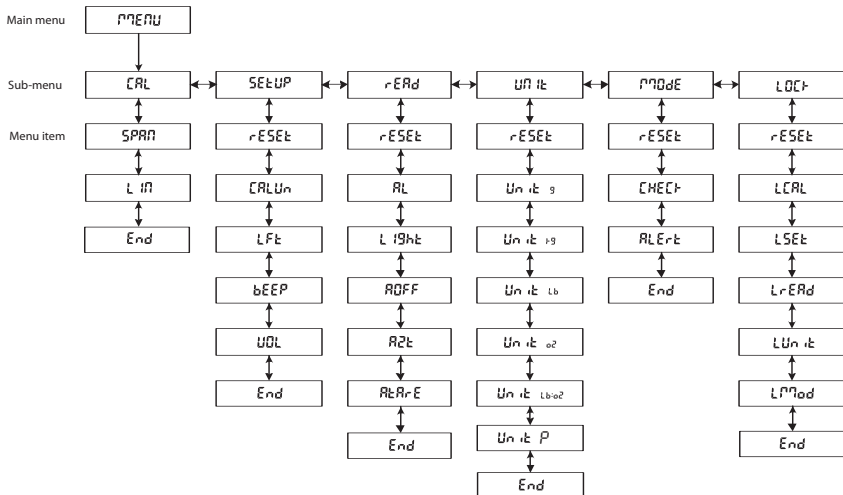 Main menu MENU
Sub-menu CAL SEtUP rEAd UNIt MOdE LOCk
Menu item SPAN rESEt rESEt rESEt rESEt rESEt
LIN CALUn AL Unit g CHECk LCAL
End LFt LIght Unit kg ALErt LSEt
bEEP AOFF Unit Lb End LrEAd
VOL AZt Unit oZ LUnit
End AtArE Unit Lb:oZ LMod
End Unit P End
End